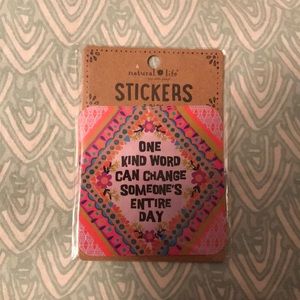 natural life®
STICKERS
ONE
KIND WORD
CAN CHANGE
SOMEONE'S
ENTIRE
DAY